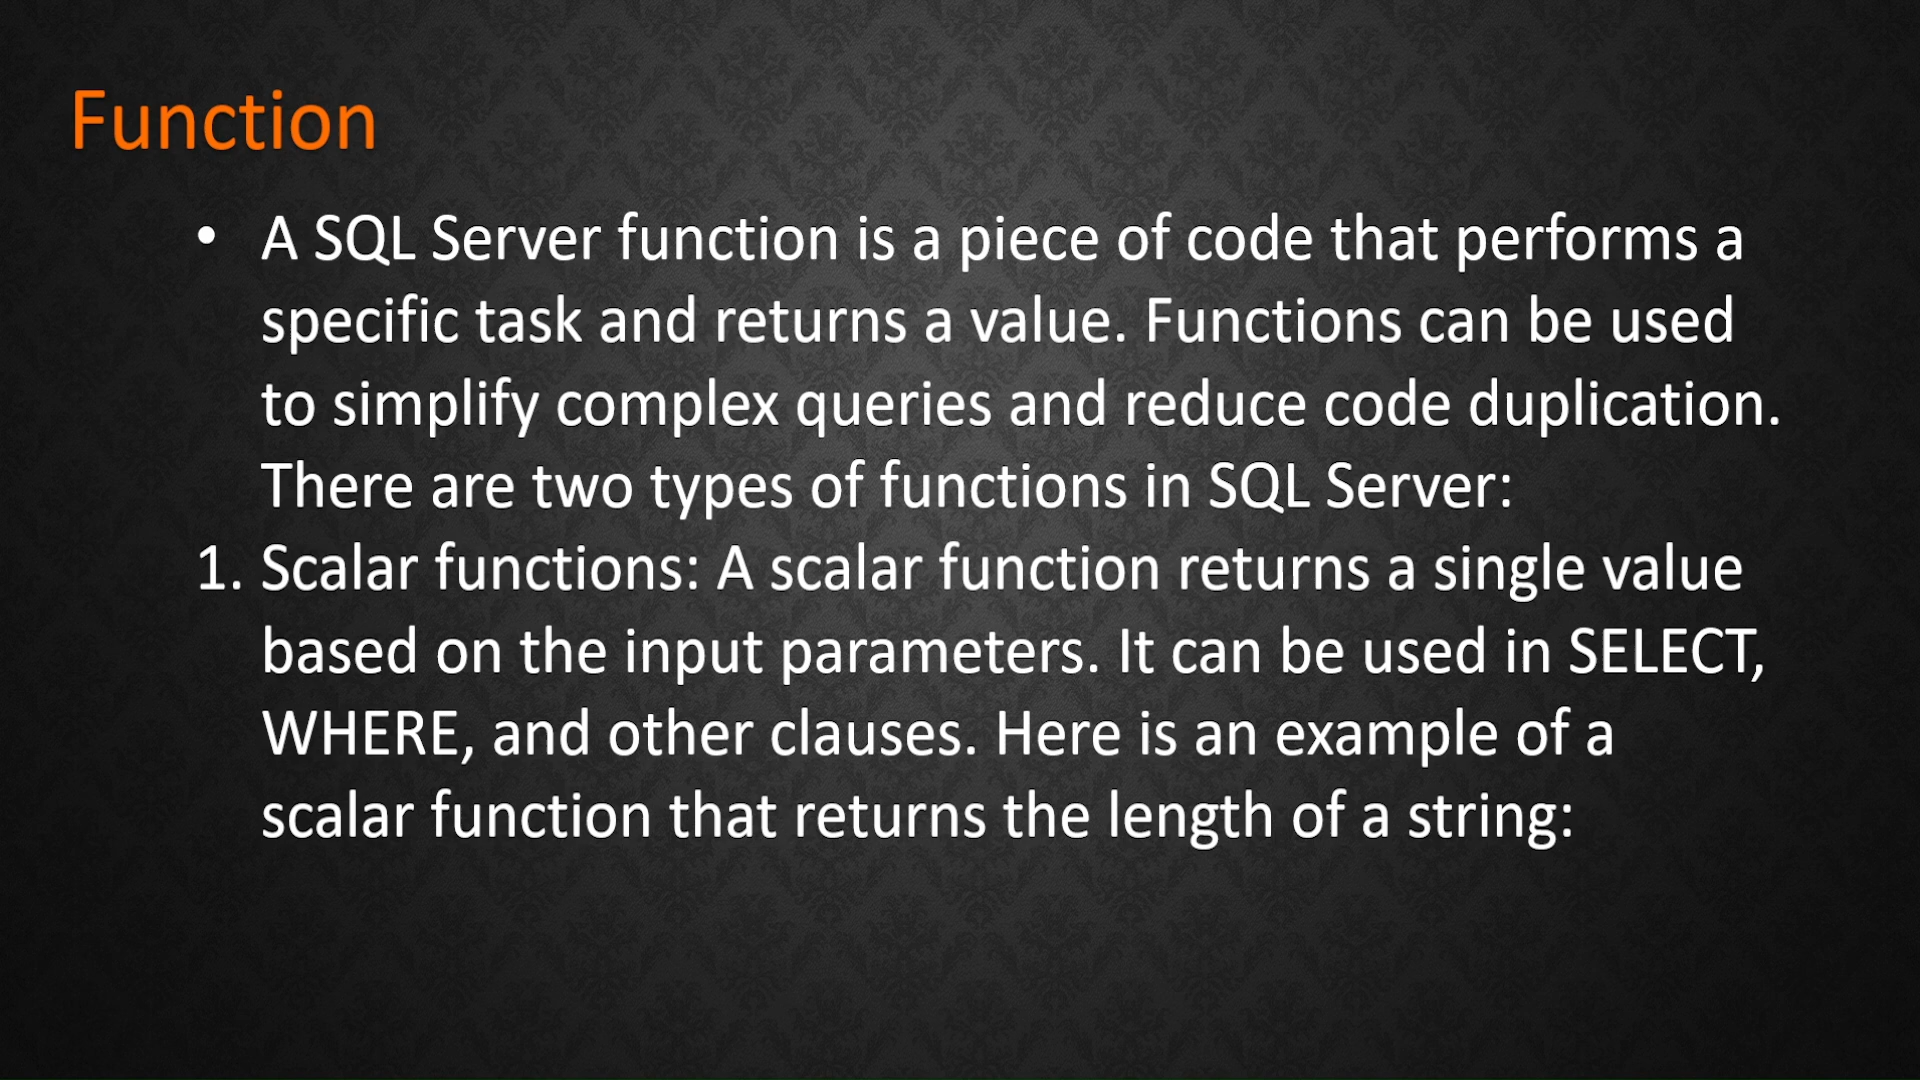 Function
• A SQL Server function is a piece of code that performs a
specific task and returns a value. Functions can be used
to simplify complex queries and reduce code duplication.
There are two types of functions in SQL Server:
1. Scalar functions: A scalar function returns a single value
based on the input parameters. It can be used in SELECT,
WHERE, and other clauses. Here is an example of a
scalar function that returns the length of a string: